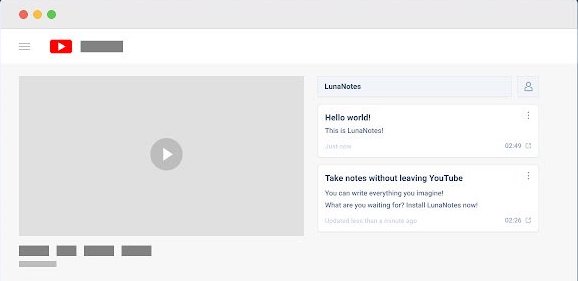 LunaNotes
Hello world!
This is LunaNotes!
Just now
02:49
Take notes without leaving YouTube
You can write everything you imagine!
What are you waiting for? Install LunaNotes now!
Updated less than a minute ago
02:26